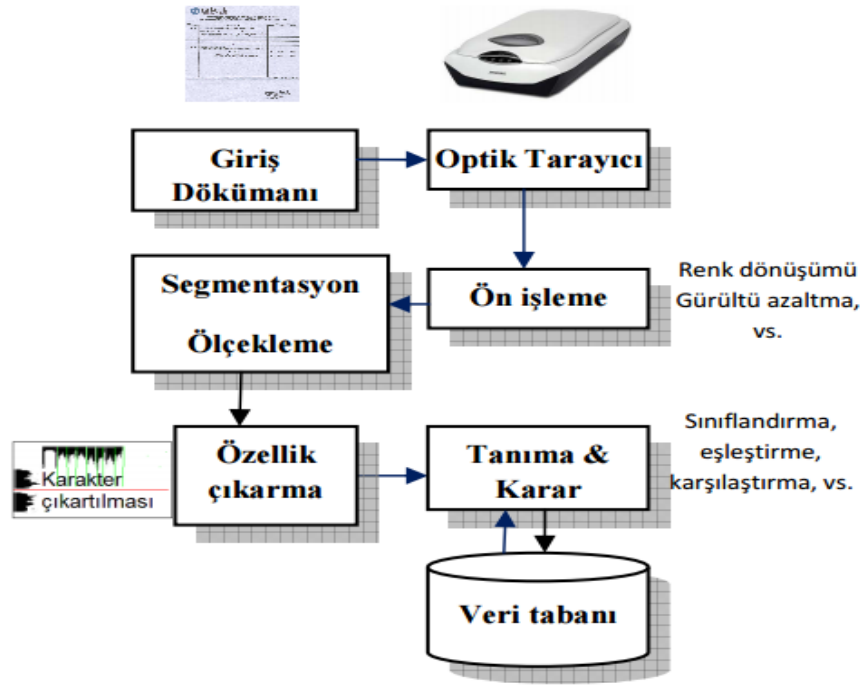 Giriş
Dökümanı
Optik Tarayıcı
Ön işleme
Renk dönüşümü
Gürültü azaltma,
vs.
Segmentasyon
Ölçekleme
Karakter
çıkartılması
Özellik
çıkarma
Tanıma &
Karar
Sınıflandırma,
eşleştirme,
karşılaştırma, vs.
Veri tabanı